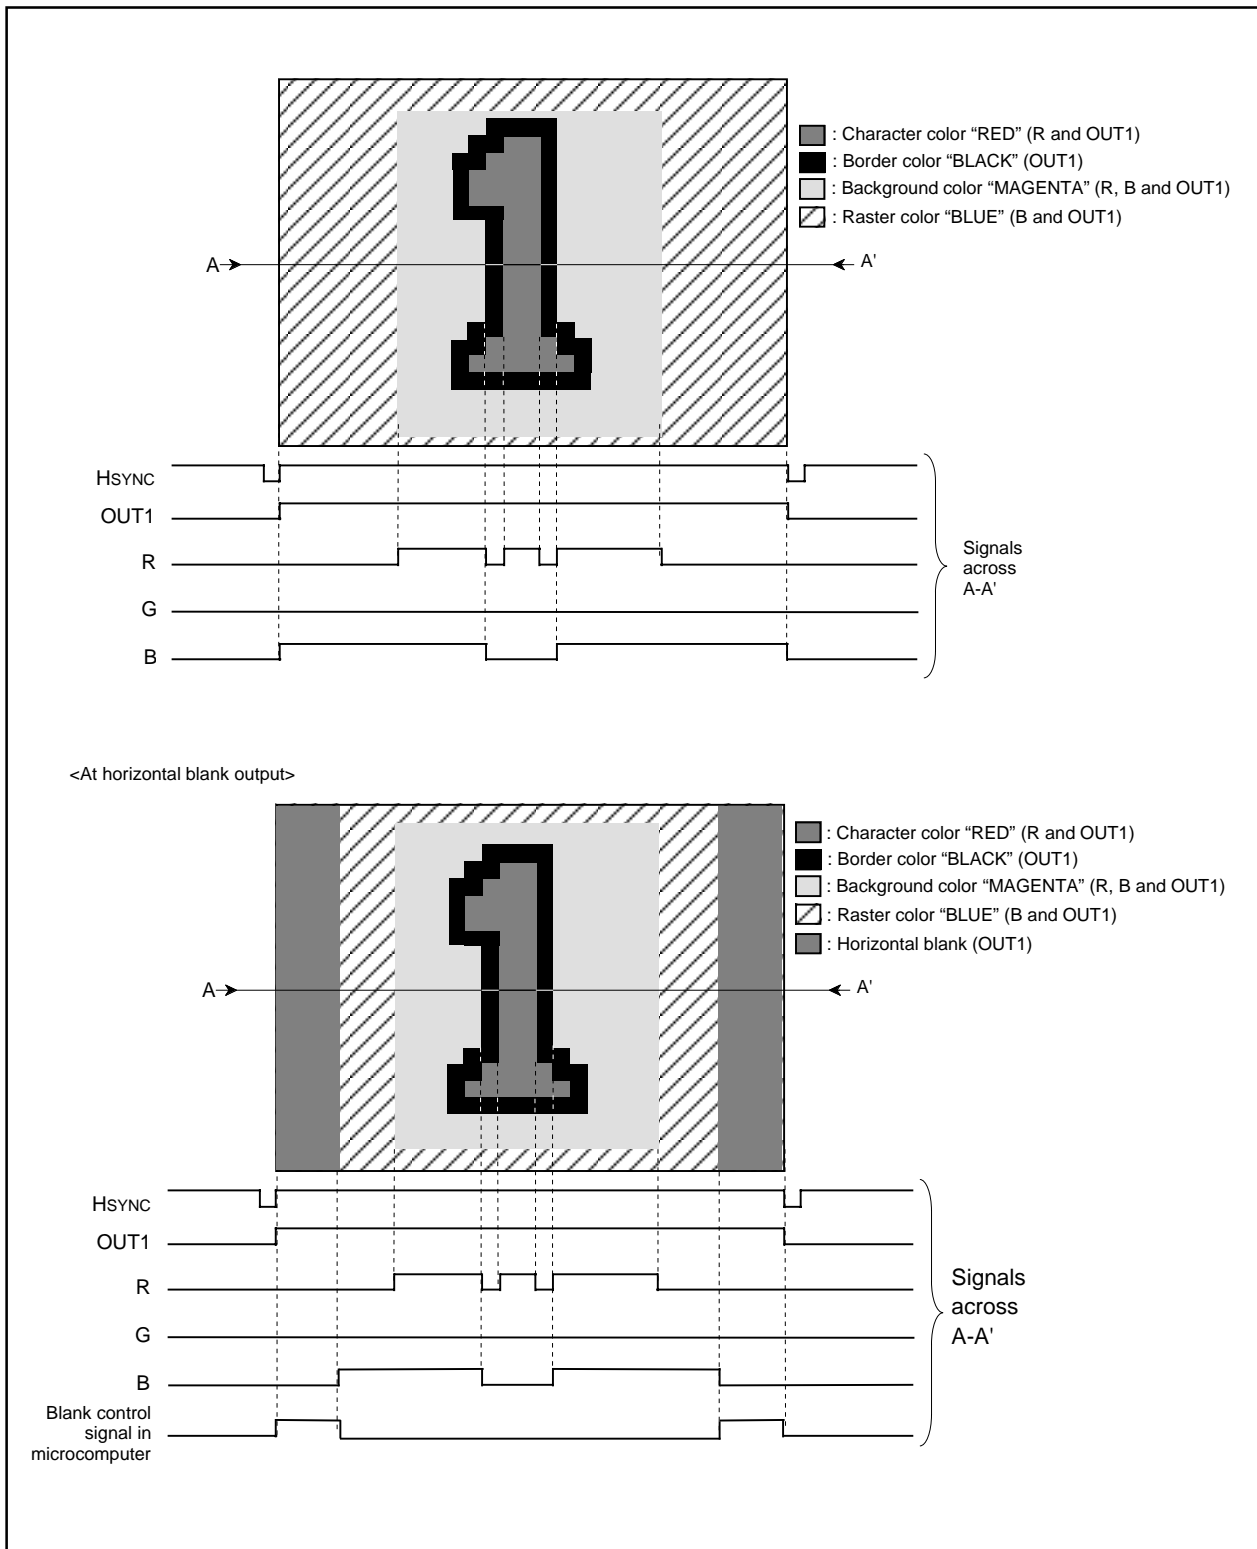 : Character color “RED” (R and OUT1)
: Border color “BLACK” (OUT1)
: Background color “MAGENTA” (R, B and OUT1)
: Raster color “BLUE” (B and OUT1)
A
A'
HSYNC
OUT1
R
G
B
Signals
across
A-A'
<At horizontal blank output>
: Character color “RED” (R and OUT1)
: Border color “BLACK” (OUT1)
: Background color “MAGENTA” (R, B and OUT1)
: Raster color “BLUE” (B and OUT1)
: Horizontal blank (OUT1)
A
A'
HSYNC
OUT1
R
G
B
Blank control
signal in
microcomputer
Signals
across
A-A'